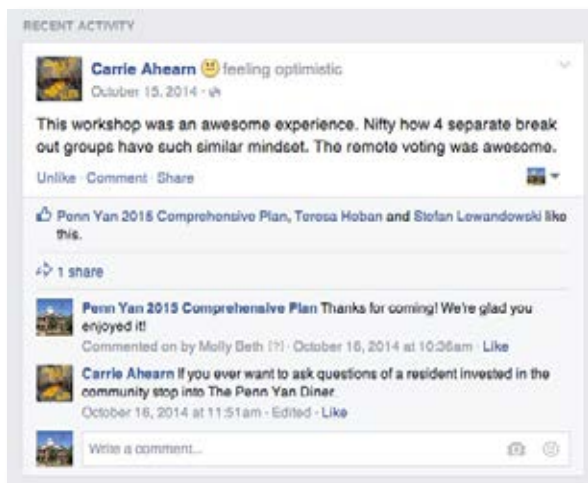 RECENT ACTIVITY
Carrie Ahearn feeling optimistic
October 15, 2014 ·
This workshop was an awesome experience. Nifty how 4 separate break
out groups have such similar mindset. The remote voting was awesome.
Unlike · Comment · Share
Penn Yan 2015 Comprehensive Plan, Teresa Hoban and Stefan Lewandowski like
this.
1 share
Penn Yan 2015 Comprehensive Plan Thanks for coming! We're glad you
enjoyed it!
Commented on by Molly Beth [?] · October 16, 2014 at 10:36am · Like
Carrie Ahearn If you ever want to ask questions of a resident invested in the
community stop into The Penn Yan Diner.
October 16, 2014 at 11:51am · Edited · Like
Write a comment...